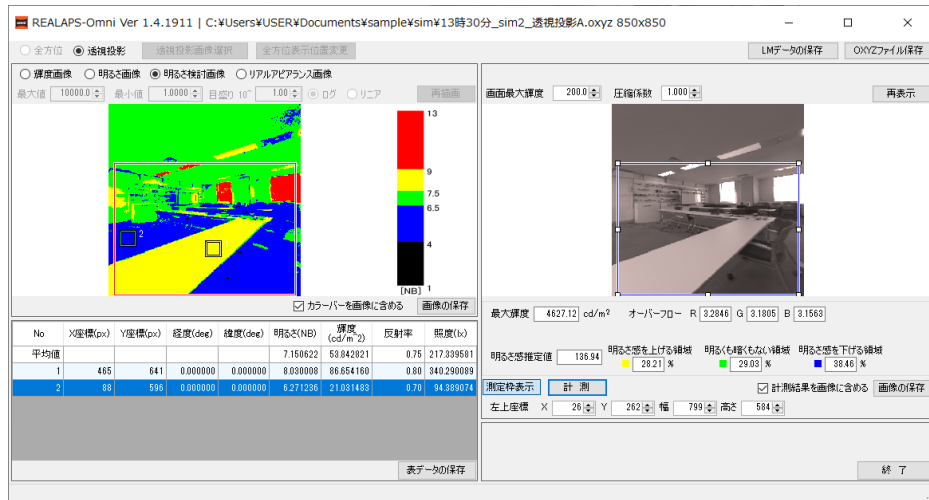 REALAPS-Omni Ver 1.4.1911 | C:¥Users¥USER¥Documents¥sample¥sim¥13時30分_sim2_透視投影A.oxyz 850x850
全方位 透視投影 透視投影画像選択 全方位表示位置変更 LMデータの保存 OXYZファイル保存
輝度画像 明るさ画像 明るさ検討画像 リアルアピアランス画像
最大値 10000.0 最小値 1.0000 目盛り 10^ 1.00 ログ リニア 再描画
13
9
7.5
6.5
4
1
[NB]
2
1
カラーバーを画像に含める 画像の保存
No X座標(px) Y座標(px) 経度(deg) 緯度(deg) 明るさ(NB) 輝度(cd/m^2) 反射率 照度(lx)
平均値 7.150622 53.842821 0.75 217.339581
1 465 641 0.000000 0.000000 8.030008 86.654160 0.80 340.290089
2 88 596 0.000000 0.000000 6.271236 21.031483 0.70 94.389074
表データの保存
画面最大輝度 200.0 圧縮係数 1.000 再表示
最大輝度 4627.12 cd/m² オーバーフロー R 3.2846 G 3.1805 B 3.1563
明るさ感推定値 136.94 明るさ感を上げる領域 明るくも暗くもない領域 明るさ感を下げる領域
28.21 % 29.03 % 38.46 %
測定枠表示 計 測 計測結果を画像に含める 画像の保存
左上座標 X 26 Y 262 幅 799 高さ 584
終 了